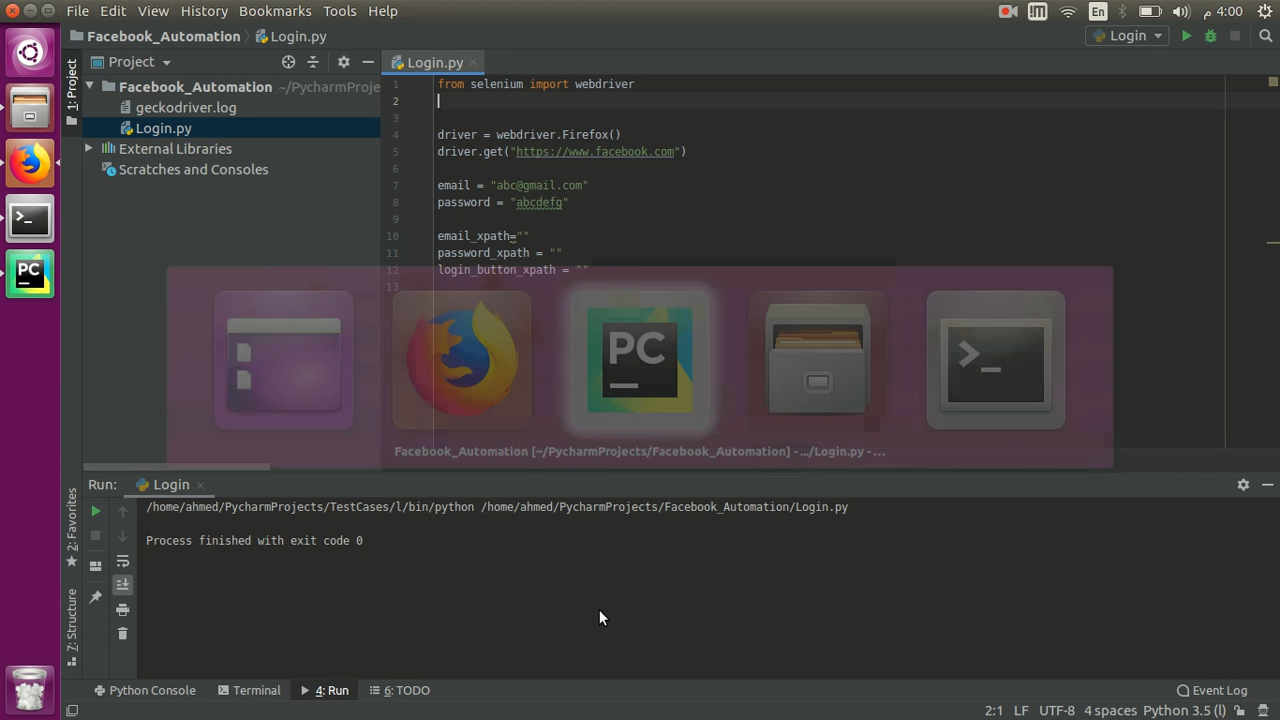 File Edit View History Bookmarks Tools Help
En
4:00 م
Facebook_Automation
Login.py
Login
1: Project
Project
Login.py
Facebook_Automation ~/PycharmProje
geckodriver.log
Login.py
External Libraries
Scratches and Consoles
1 from selenium import webdriver
2
3
4 driver = webdriver.Firefox()
5 driver.get("https://www.facebook.com")
6
7 email = "abc@gmail.com"
8 password = "abcdefg"
9
10 email_xpath=""
11 password_xpath = ""
12 login_button_xpath = ""
13
PC
PC
Facebook_Automation [~/PycharmProjects/Facebook_Automation] - .../Login.py - ...
2: Favorites
7: Structure
Run: Login
/home/ahmed/PycharmProjects/TestCases/l/bin/python /home/ahmed/PycharmProjects/Facebook_Automation/Login.py
Process finished with exit code 0
Python Console
Terminal
4: Run
6: TODO
Event Log
2:1 LF UTF-8 4 spaces Python 3.5 (l)